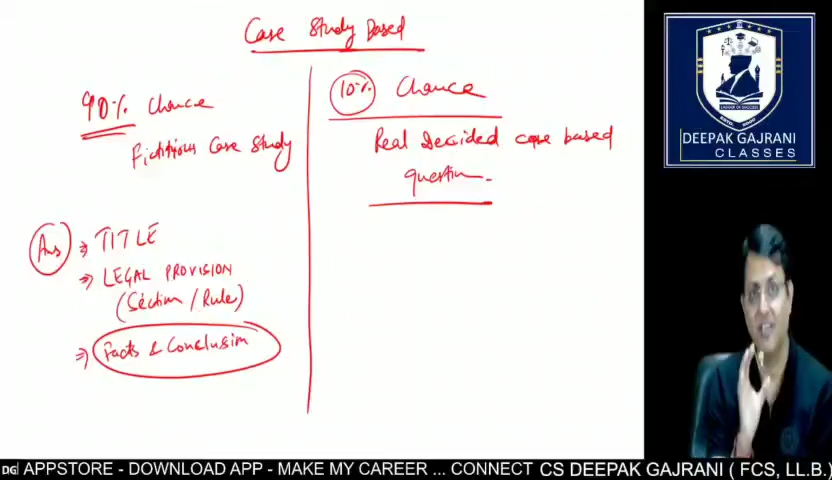 Case Study Based
90% Chance
Fictitious Case Study
Ans ⇒ TITLE
⇒ LEGAL PROVISION
(Section / Rule)
⇒ Facts & Conclusion
10% Chance
Real Decided case based
question.
DEEPAK GAJRANI
CLASSES
DG APPSTORE - DOWNLOAD APP - MAKE MY CAREER ... CONNECT CS DEEPAK GAJRANI ( FCS, LL.B.)